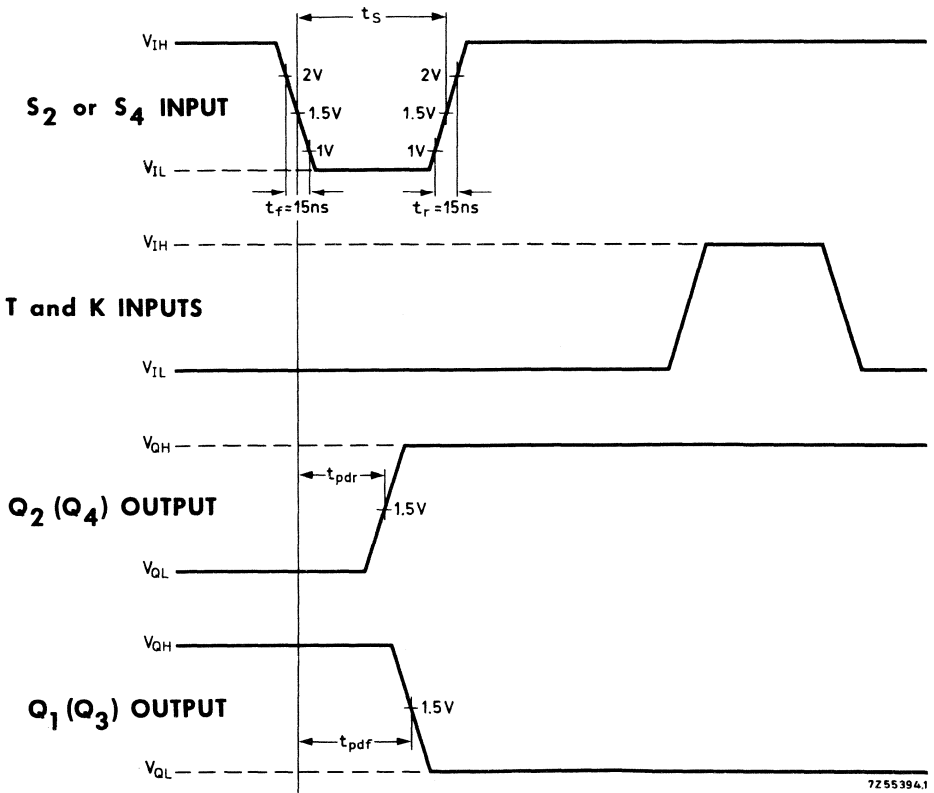 t_S
V_IH
2V 2V
S_2 or S_4 INPUT
1.5V 1.5V
1V 1V
V_IL
t_f=15ns t_r=15ns
V_IH
T and K INPUTS
V_IL
V_QH
t_pdr
Q_2 (Q_4) OUTPUT
1.5V
V_QL
V_QH
Q_1 (Q_3) OUTPUT
1.5V
t_pdf
V_QL
7Z55394.1